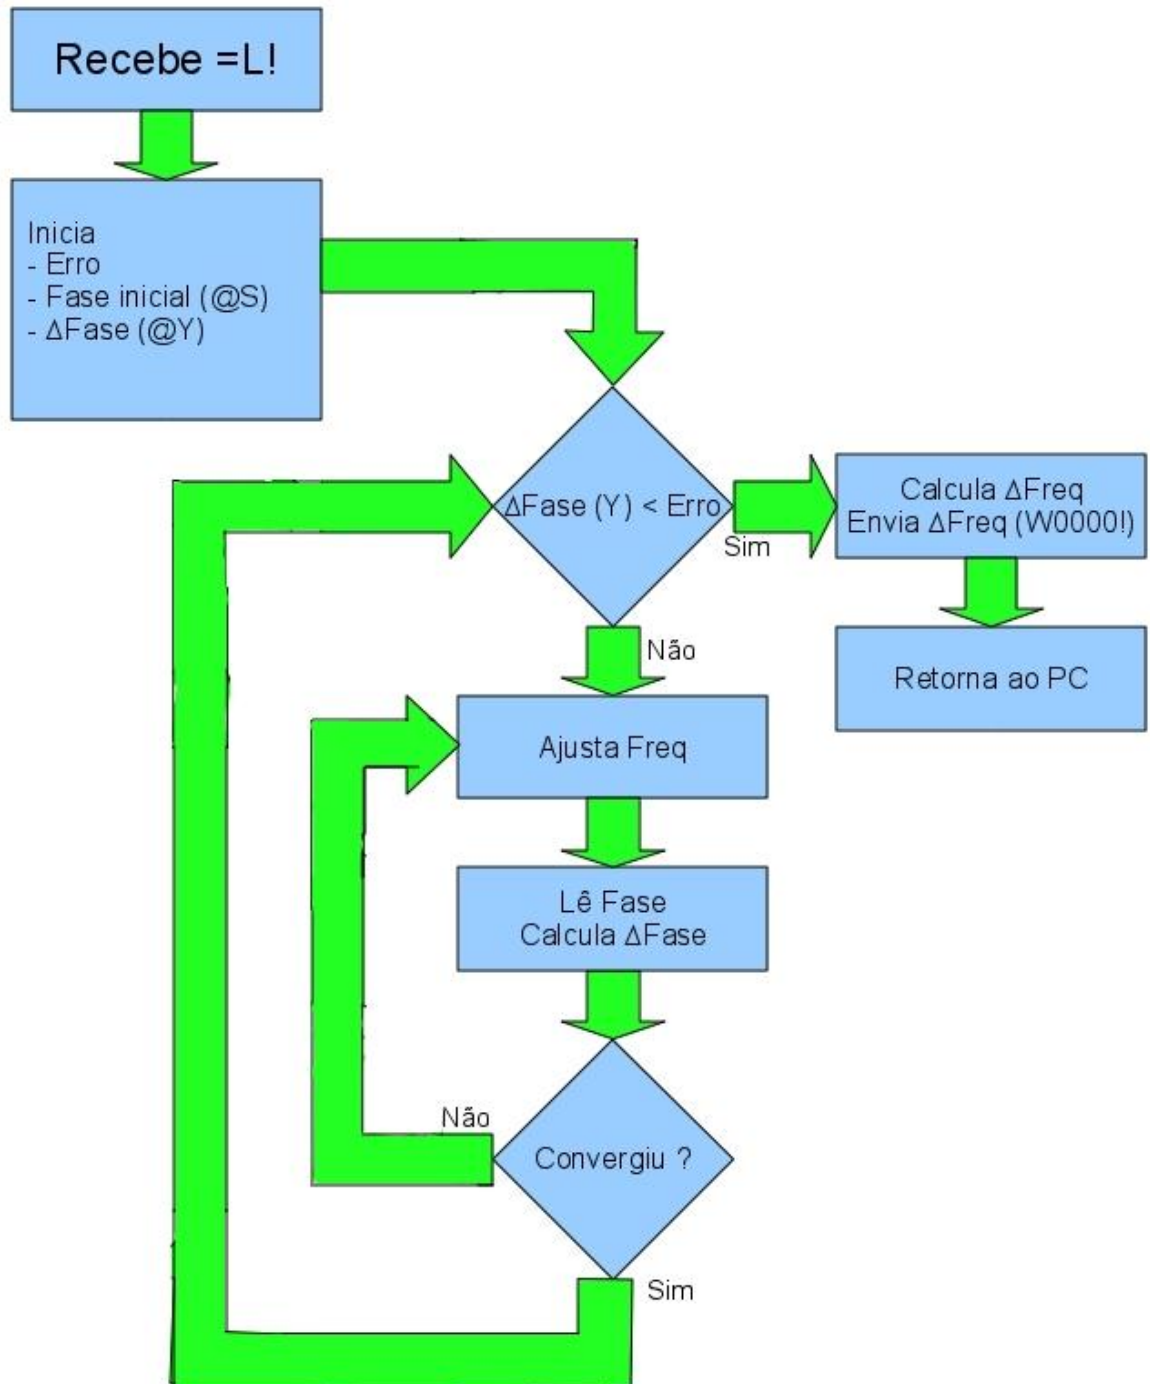 Recebe =L!
Inicia
- Erro
- Fase inicial (@S)
- ΔFase (@Y)
ΔFase (Y) < Erro
Sim
Calcula ΔFreq
Envia ΔFreq (W0000!)
Retorna ao PC
Não
Ajusta Freq
Lê Fase
Calcula ΔFase
Não
Convergiu ?
Sim